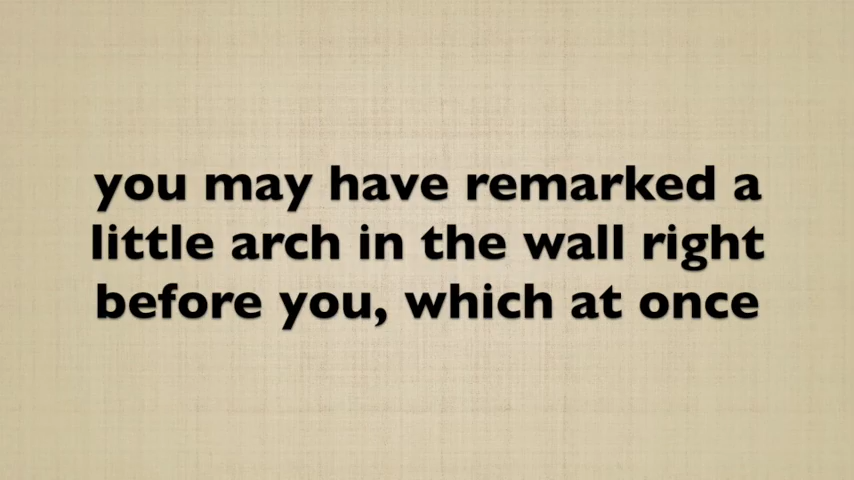 you may have remarked a
little arch in the wall right
before you, which at once